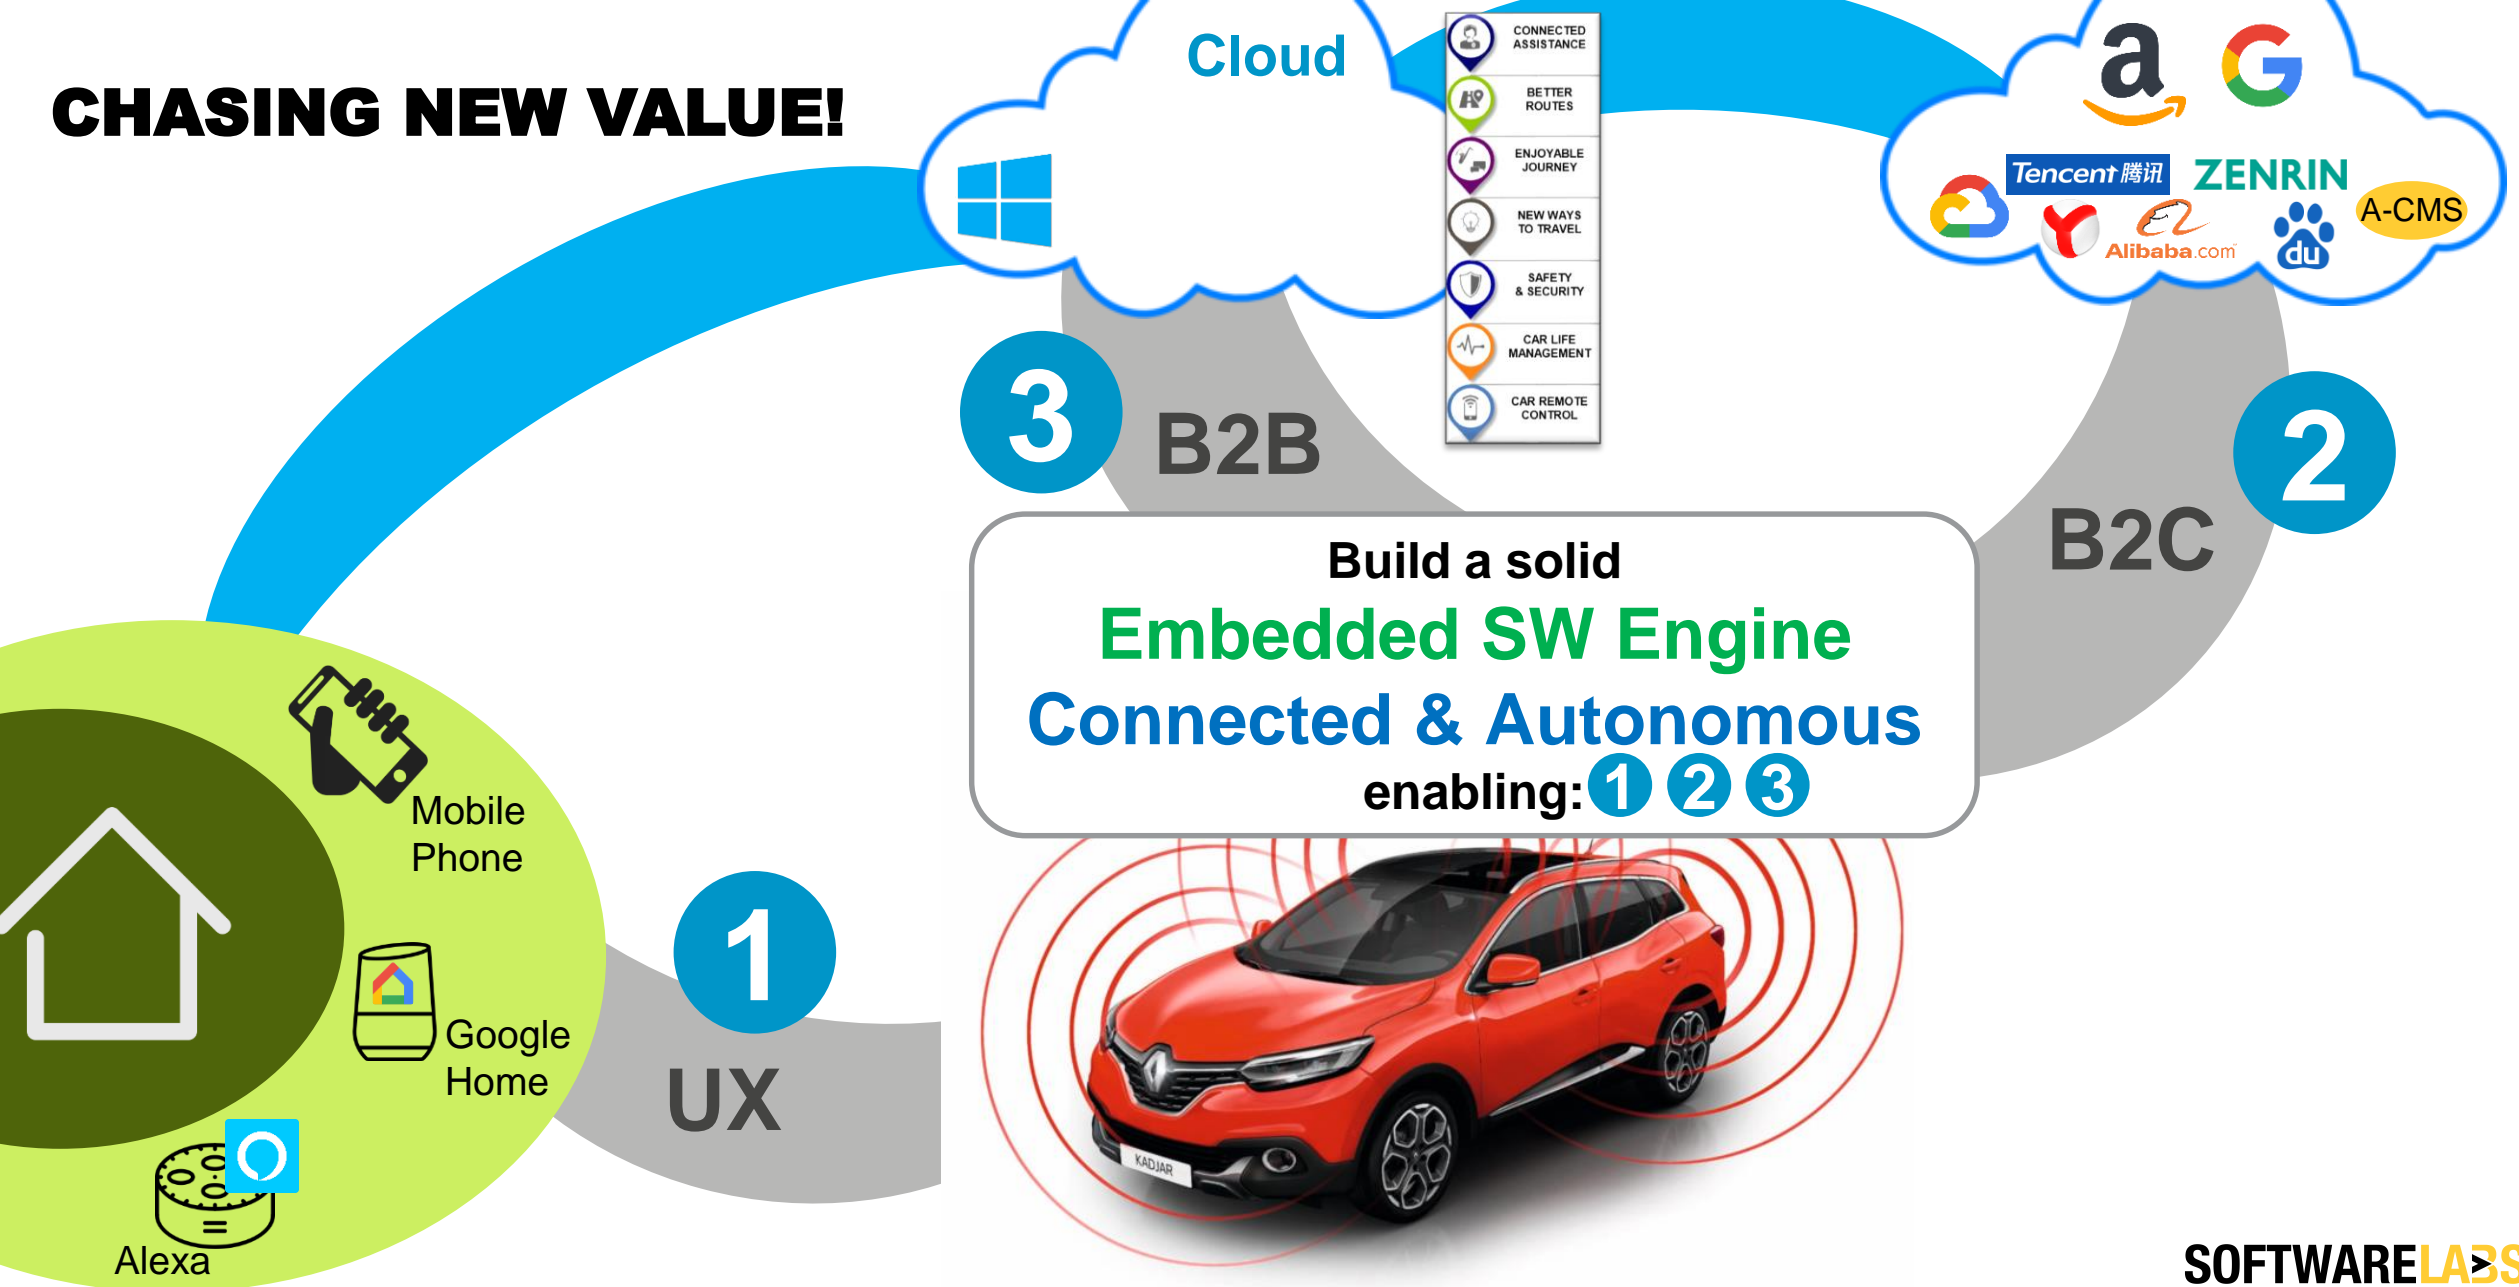 CHASING NEW VALUE!
Cloud
CONNECTED
ASSISTANCE
BETTER
ROUTES
ENJOYABLE
JOURNEY
NEW WAYS
TO TRAVEL
SAFETY
& SECURITY
CAR LIFE
MANAGEMENT
CAR REMOTE
CONTROL
a G
Tencent 腾讯 ZENRIN
A-CMS
Alibaba.com
du
3
B2B
2
B2C
Build a solid
Embedded SW Engine
Connected & Autonomous
enabling: 1 2 3
Mobile
Phone
Google
Home
Alexa
1
UX
KADJAR
SOFTWARELABS